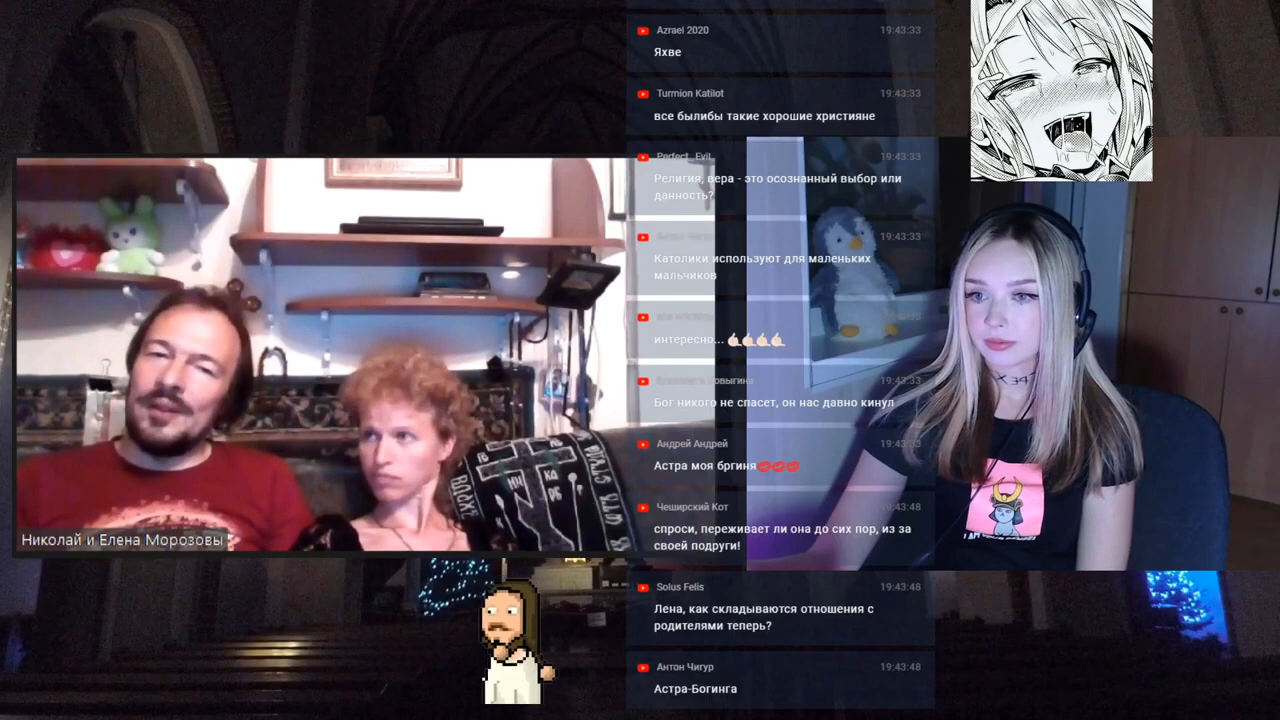 Azrael 2020 19:43:33
Яхве
Turmion Katilot 19:43:33
все былибы такие хорошие християне
Perfect_Evil 19:43:33
Религия, вера - это осознанный выбор или
данность?
19:43:33
Католики используют для маленьких
мальчиков
интересно...
19:43:33
Бог никого не спасет, он нас давно кинул
Андрей Андрей 19:43:33
Астра моя бргиня
Чеширский Кот 19:43:48
спроси, переживает ли она до сих пор, из за
своей подруги!
Solus Felis 19:43:48
Лена, как складываются отношения с
родителями теперь?
Антон Чигур 19:43:48
Астра-Богинга
Николай и Елена Морозовы